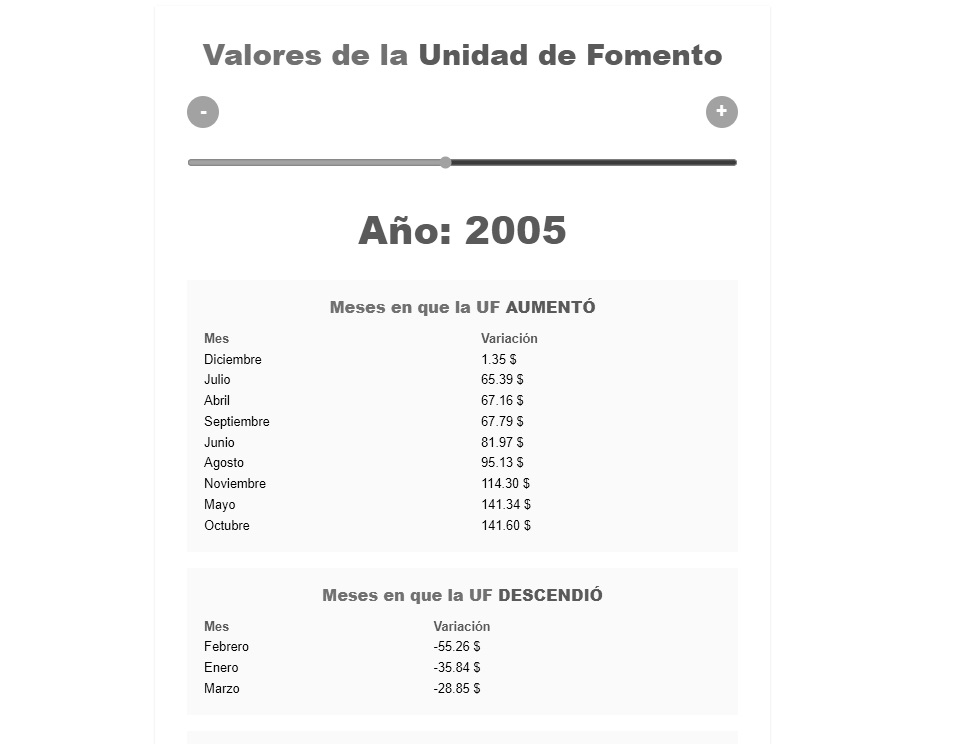 Valores de la Unidad de Fomento
- +
Año: 2005
Meses en que la UF AUMENTÓ
Mes Variación
Diciembre 1.35 $
Julio 65.39 $
Abril 67.16 $
Septiembre 67.79 $
Junio 81.97 $
Agosto 95.13 $
Noviembre 114.30 $
Mayo 141.34 $
Octubre 141.60 $
Meses en que la UF DESCENDIÓ
Mes Variación
Febrero -55.26 $
Enero -35.84 $
Marzo -28.85 $